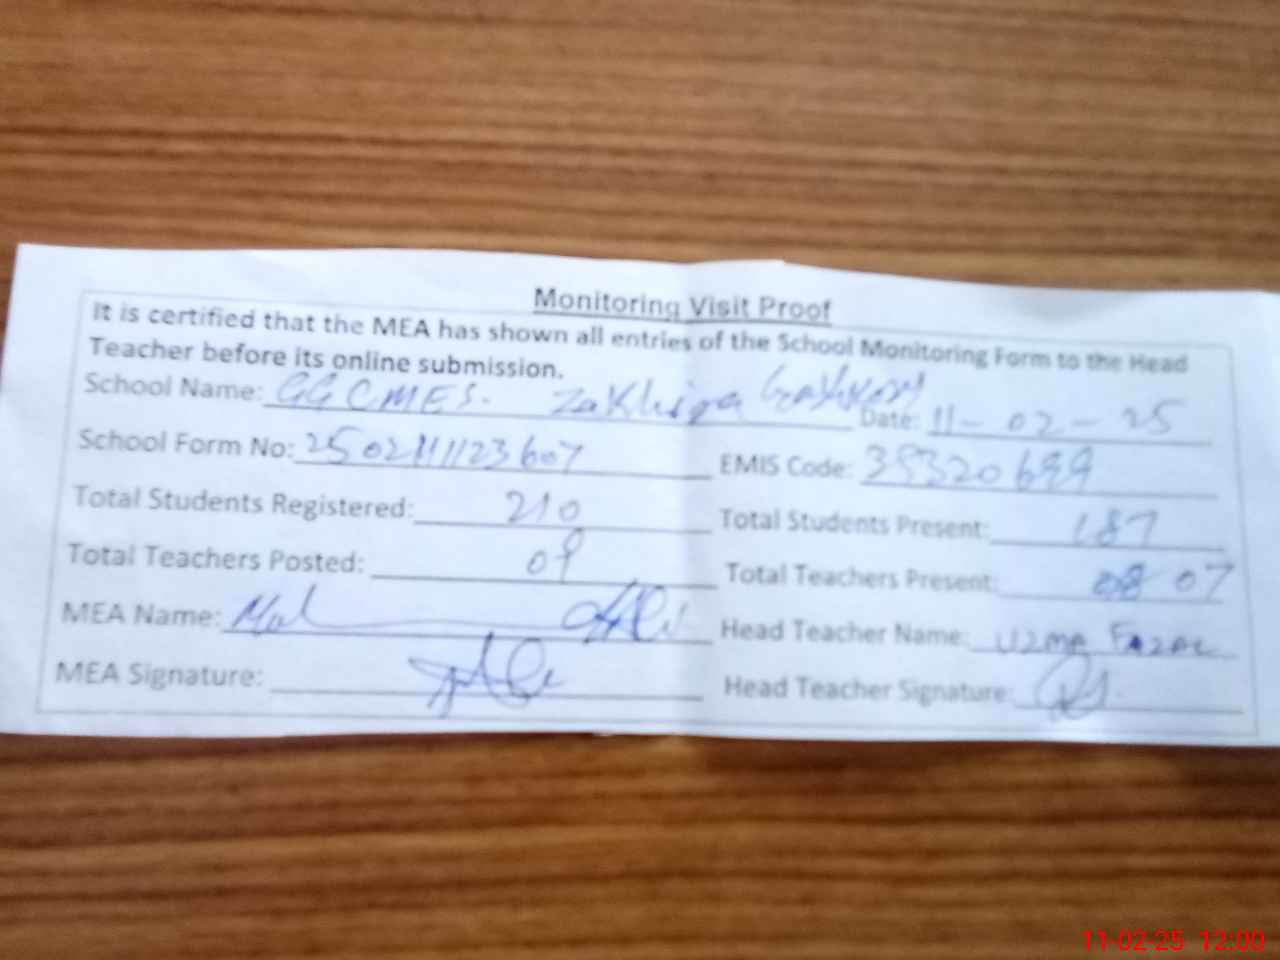 Monitoring Visit Proof
It is certified that the MEA has shown all entries of the School Monitoring Form to the Head
Teacher before its online submission.
School Name: GGCMES. Zakhira Date: 11-02-25
School Form No: 2502111123607 EMIS Code:
Total Students Registered: 210 Total Students Present: 187
Total Teachers Posted: 09 Total Teachers Present: 08 07
MEA Name: Head Teacher Name: UZMA FAZAL
MEA Signature: Head Teacher Signature:
11-02-25 12:00